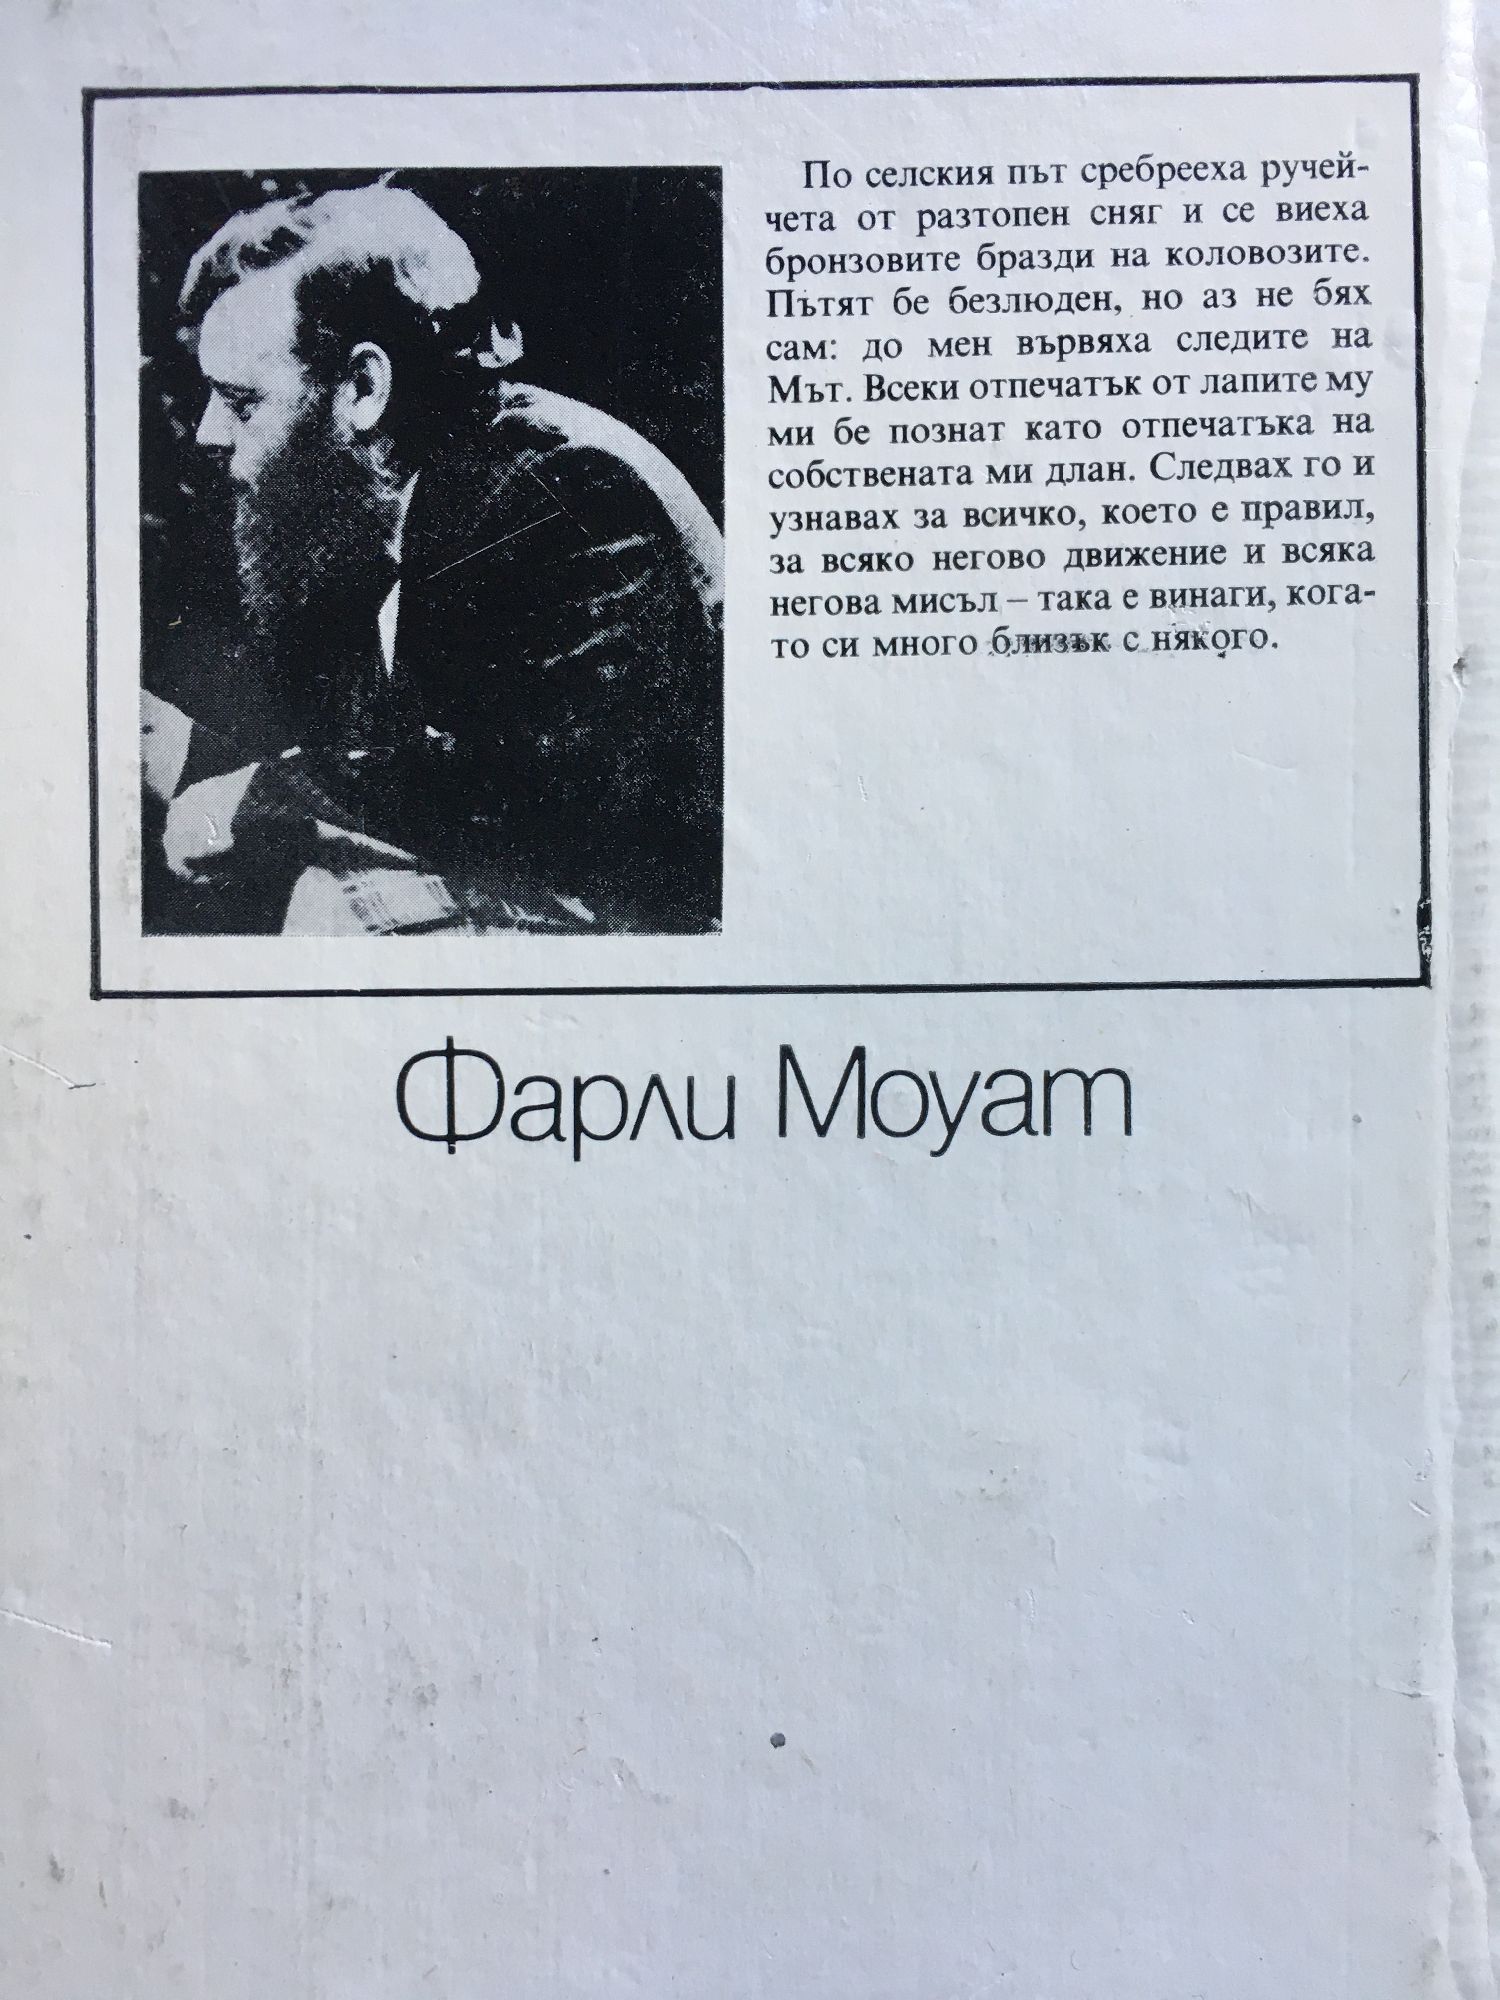 По селския път сребрееха ручей-
чета от разтопен сняг и се виеха
бронзовите бразди на коловозите.
Пътят бе безлюден, но аз не бях
сам: до мен вървяха следите на
Мът. Всеки отпечатък от лапите му
ми бе познат като отпечатъка на
собствената ми длан. Следвах го и
узнавах за всичко, което е правил,
за всяко негово движение и всяка
негова мисъл – така е винаги, кога-
то си много близък с някого.
Фарли Моуат